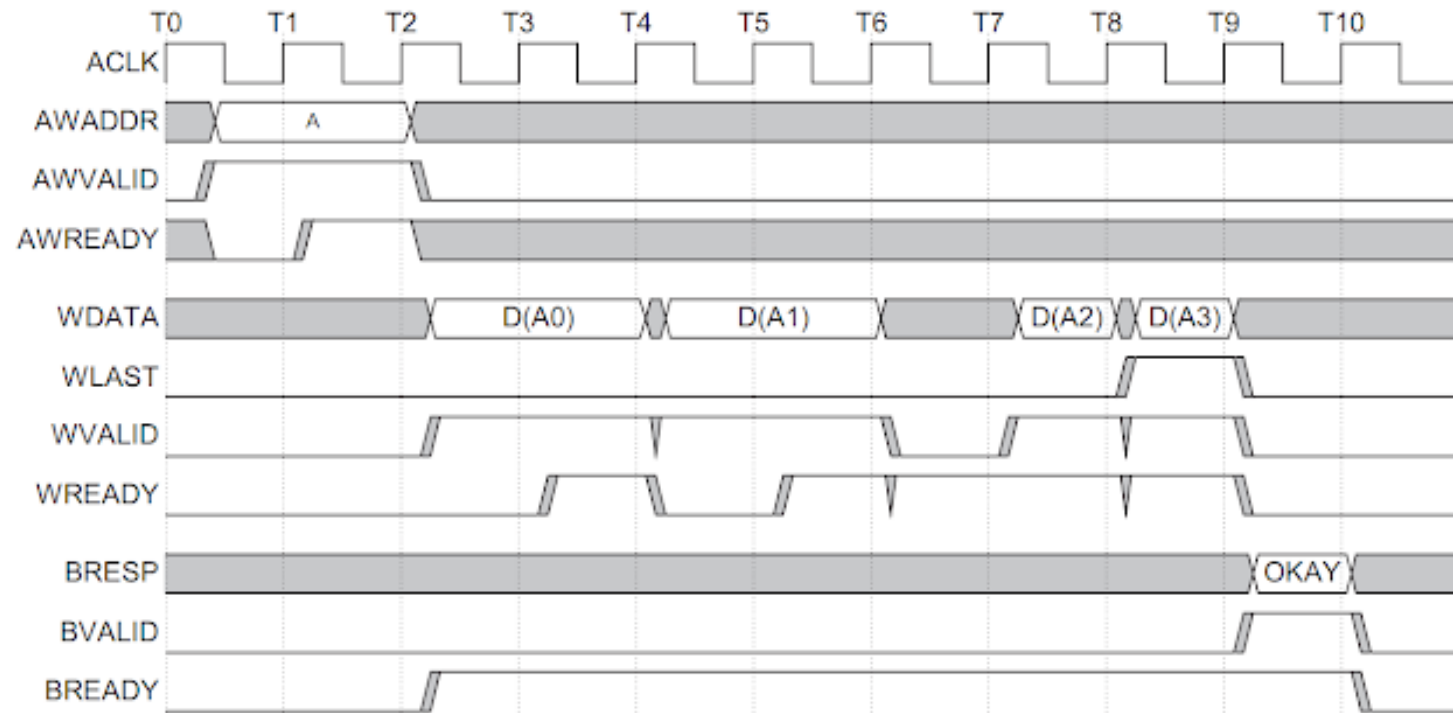 T0 T1 T2 T3 T4 T5 T6 T7 T8 T9 T10
ACLK
AWADDR A
AWVALID
AWREADY
WDATA D(A0) D(A1) D(A2) D(A3)
WLAST
WVALID
WREADY
BRESP OKAY
BVALID
BREADY